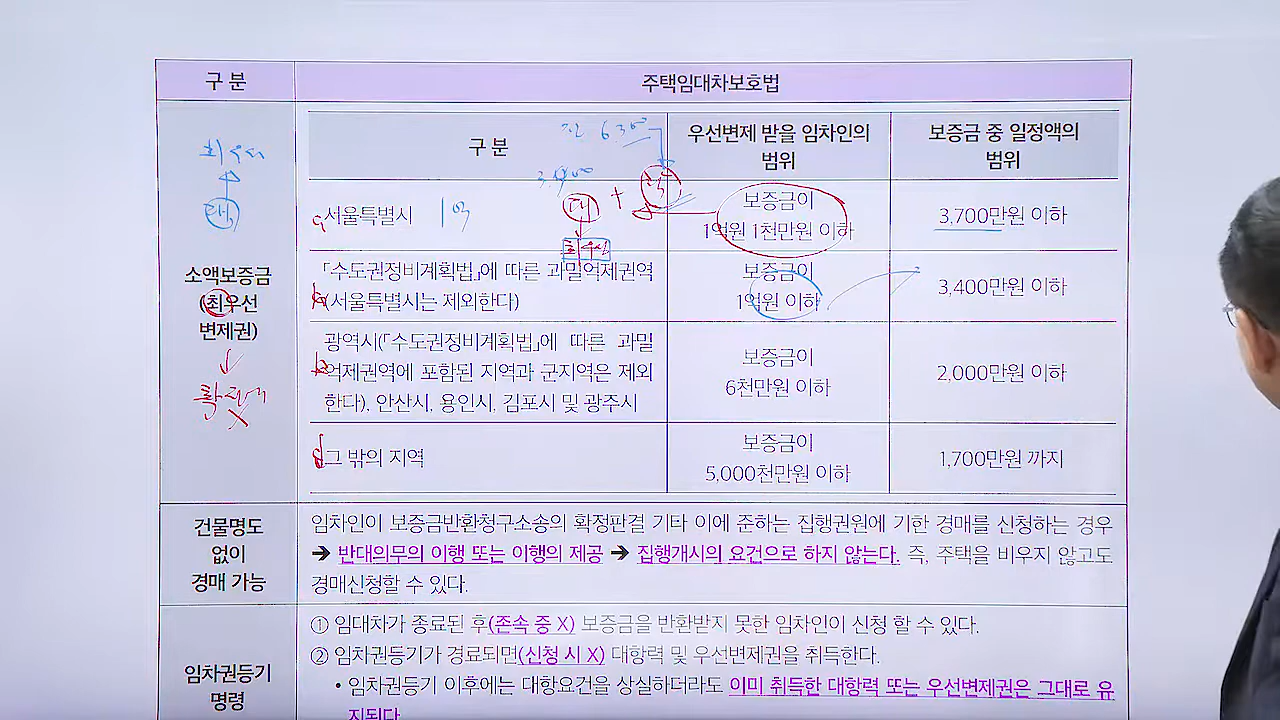 구 분
주택임대차보호법
구 분
우선변제 받을 임차인의
범위
보증금 중 일정액의
범위
서울특별시
1억
보증금이
1억원 1천만원 이하
3,700만원 이하
소액보증금
(최우선
변제권)
「수도권정비계획법」에 따른 과밀억제권역
(서울특별시는 제외한다)
보증금이
1억원 이하
3,400만원 이하
광역시(「수도권정비계획법」에 따른 과밀
억제권역에 포함된 지역과 군지역은 제외
한다), 안산시, 용인시, 김포시 및 광주시
보증금이
6천만원 이하
2,000만원 이하
그 밖의 지역
보증금이
5,000천만원 이하
1,700만원 까지
건물명도
없이
경매 가능
임차인이 보증금반환청구소송의 확정판결 기타 이에 준하는 집행권원에 기한 경매를 신청하는 경우
➔ 반대의무의 이행 또는 이행의 제공 ➔ 집행개시의 요건으로 하지 않는다. 즉, 주택을 비우지 않고도
경매신청할 수 있다.
임차권등기
명령
① 임대차가 종료된 후(존속 중 X) 보증금을 반환받지 못한 임차인이 신청 할 수 있다.
② 임차권등기가 경료되면(신청 시 X) 대항력 및 우선변제권을 취득한다.
• 임차권등기 이후에는 대항요건을 상실하더라도 이미 취득한 대항력 또는 우선변제권은 그대로 유
지된다